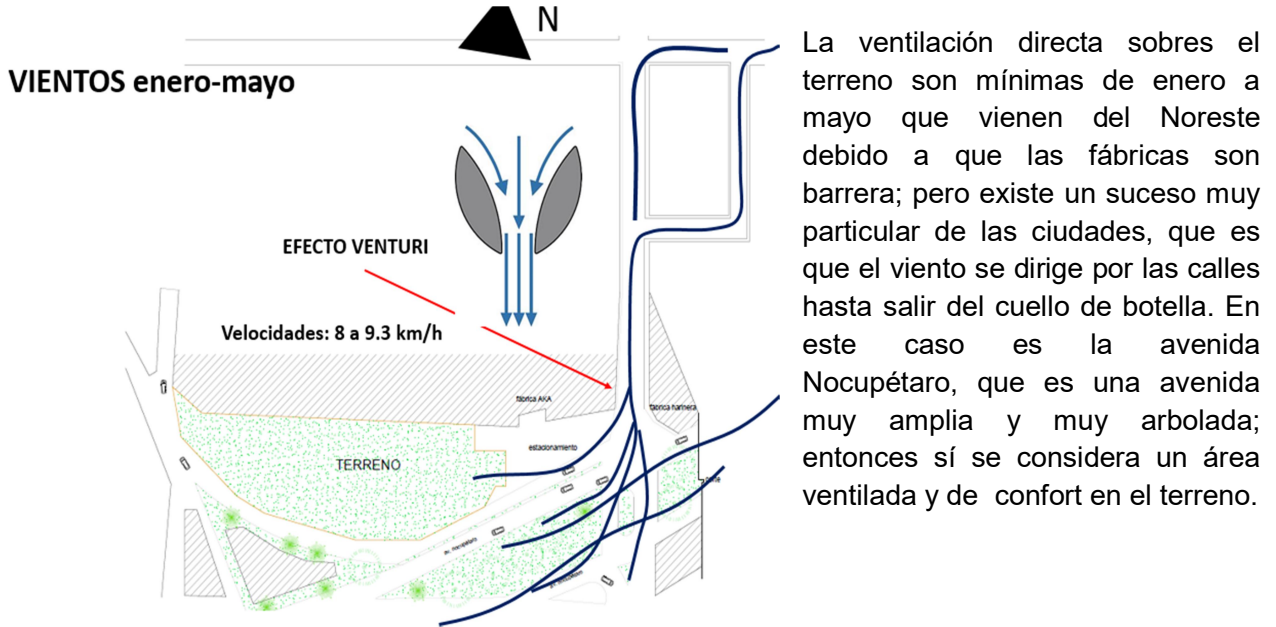 N
VIENTOS enero-mayo
EFECTO VENTURI
Velocidades: 8 a 9.3 km/h
fábrica AKA
fábrica harinera
estacionamiento
TERRENO
av. nocupétaro
La ventilación directa sobres el
terreno son mínimas de enero a
mayo que vienen del Noreste
debido a que las fábricas son
barrera; pero existe un suceso muy
particular de las ciudades, que es
que el viento se dirige por las calles
hasta salir del cuello de botella. En
este caso es la avenida
Nocupétaro, que es una avenida
muy amplia y muy arbolada;
entonces sí se considera un área
ventilada y de confort en el terreno.